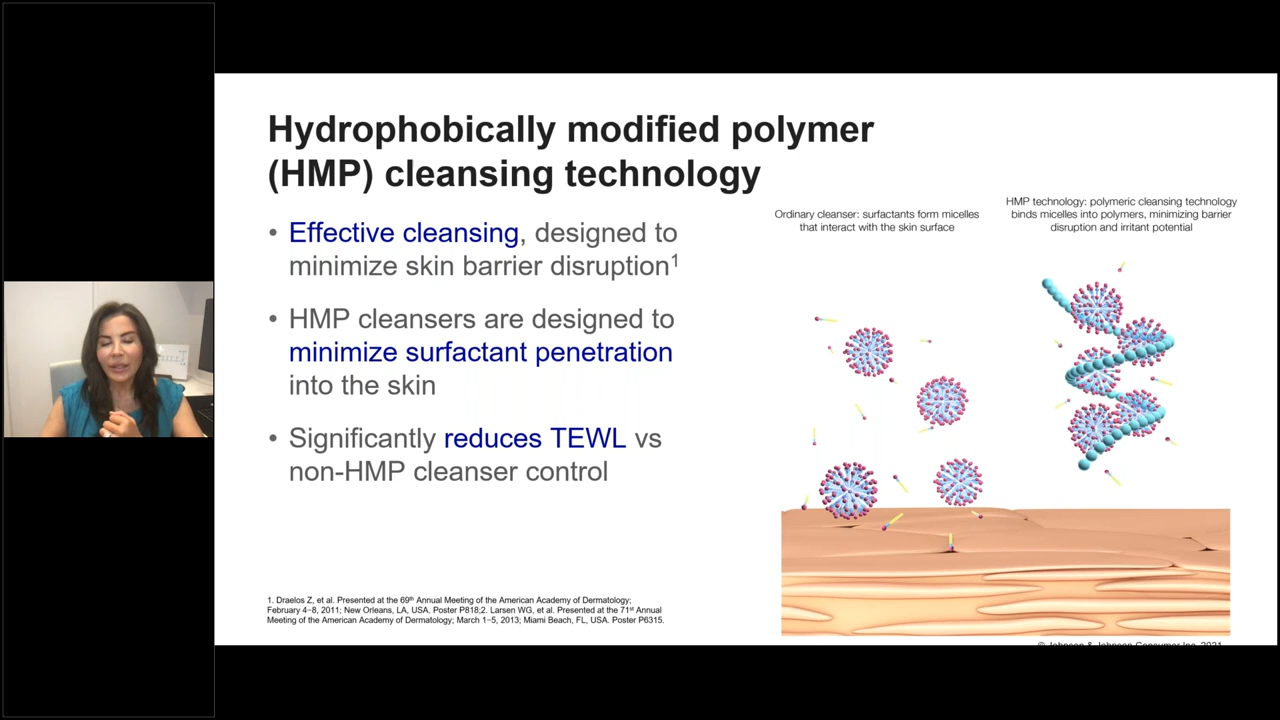 Hydrophobically modified polymer
(HMP) cleansing technology
• Effective cleansing, designed to
minimize skin barrier disruption¹
• HMP cleansers are designed to
minimize surfactant penetration
into the skin
• Significantly reduces TEWL vs
non-HMP cleanser control
Ordinary cleanser: surfactants form micelles
that interact with the skin surface
HMP technology: polymeric cleansing technology
binds micelles into polymers, minimizing barrier
disruption and irritant potential
1. Draelos Z, et al. Presented at the 69th Annual Meeting of the American Academy of Dermatology;
February 4–8, 2011; New Orleans, LA, USA. Poster P818;2. Larsen WG, et al. Presented at the 71st Annual
Meeting of the American Academy of Dermatology; March 1–5, 2013; Miami Beach, FL, USA. Poster P6315.
© Johnson & Johnson Consumer Inc. 2021